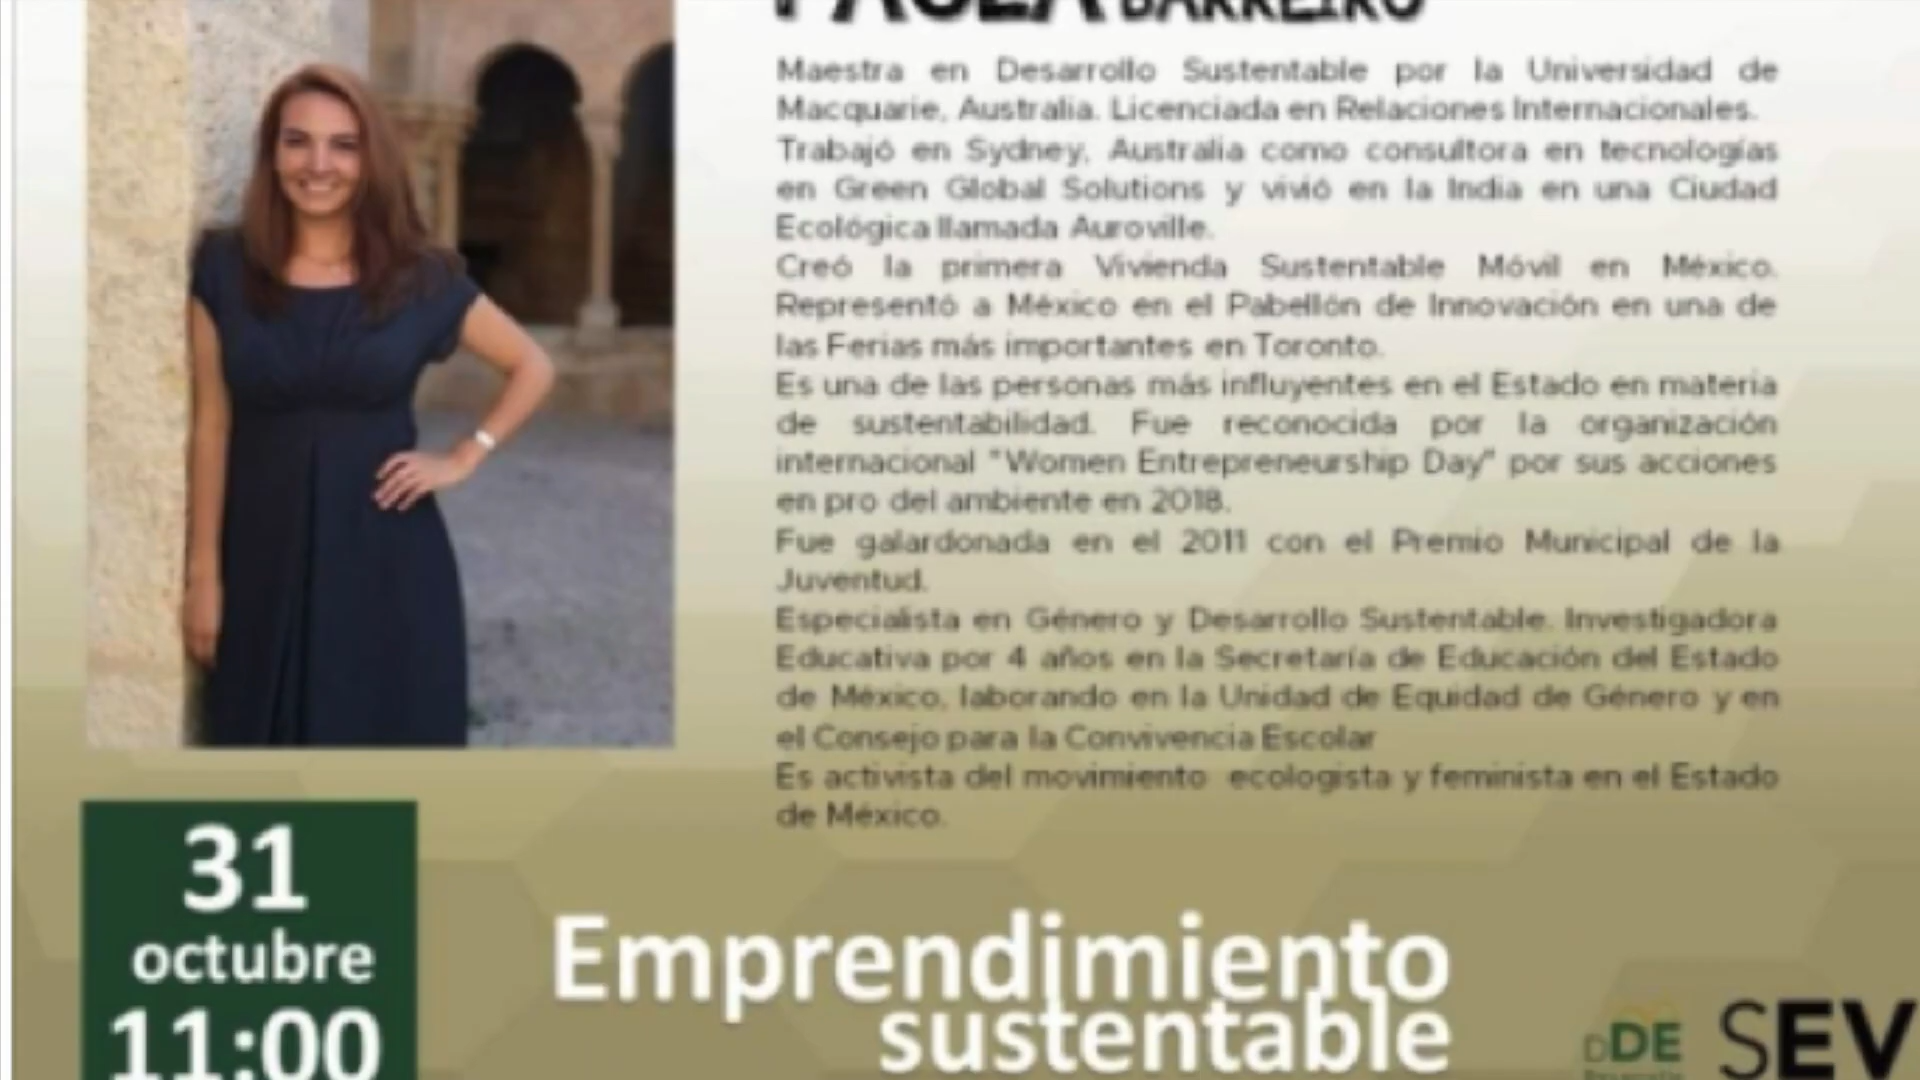 PAULA BARREIRO
Maestra en Desarrollo Sustentable por la Universidad de
Macquarie, Australia. Licenciada en Relaciones Internacionales.
Trabajó en Sydney, Australia como consultora en tecnologías
en Green Global Solutions y vivió en la India en una Ciudad
Ecológica llamada Auroville.
Creó la primera Vivienda Sustentable Móvil en México.
Representó a México en el Pabellón de Innovación en una de
las Ferias más importantes en Toronto.
Es una de las personas más influyentes en el Estado en materia
de sustentabilidad. Fue reconocida por la organización
internacional "Women Entrepreneurship Day" por sus acciones
en pro del ambiente en 2018.
Fue galardonada en el 2011 con el Premio Municipal de la
Juventud.
Especialista en Género y Desarrollo Sustentable. Investigadora
Educativa por 4 años en la Secretaría de Educación del Estado
de México, laborando en la Unidad de Equidad de Género y en
el Consejo para la Convivencia Escolar
Es activista del movimiento ecologista y feminista en el Estado
de México.
31
octubre
11:00
Emprendimiento
sustentable
DDE
SEV